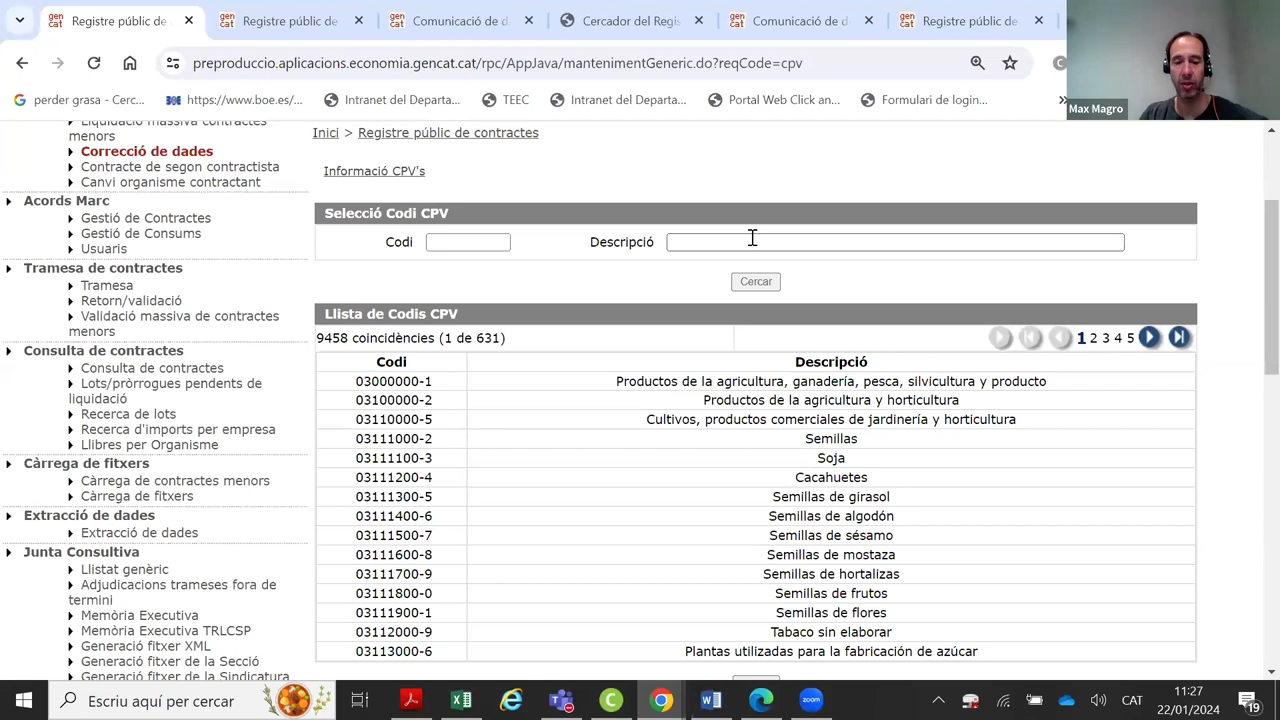 Registre públic de
Registre públic de
Comunicació de d
Cercador del Regis
Comunicació de d
Registre públic de
preproduccio.aplicacions.economia.gencat.cat/rpc/AppJava/mantenimentGeneric.do?reqCode=cpv
perder grasa - Cerc...
https://www.boe.es/...
Intranet del Departa...
TEEC
Intranet del Departa...
Portal Web Click an...
Formulari de login...
Max Magro
Liquidació massiva contractes
menors
Correcció de dades
Contracte de segon contractista
Canvi organisme contractant
Acords Marc
Gestió de Contractes
Gestió de Consums
Usuaris
Tramesa de contractes
Tramesa
Retorn/validació
Validació massiva de contractes
menors
Consulta de contractes
Consulta de contractes
Lots/pròrrogues pendents de
liquidació
Recerca de lots
Recerca d'imports per empresa
Llibres per Organisme
Càrrega de fitxers
Càrrega de contractes menors
Càrrega de fitxers
Extracció de dades
Extracció de dades
Junta Consultiva
Llistat genèric
Adjudicacions trameses fora de
termini
Memòria Executiva
Memòria Executiva TRLCSP
Generació fitxer XML
Generació fitxer de la Secció
Generació fitxer de la Sindicatura
Inici > Registre públic de contractes
Informació CPV's
Selecció Codi CPV
Codi Descripció
Cercar
Llista de Codis CPV
9458 coincidències (1 de 631) 1 2 3 4 5
Codi Descripció
03000000-1 Productos de la agricultura, ganadería, pesca, silvicultura y producto
03100000-2 Productos de la agricultura y horticultura
03110000-5 Cultivos, productos comerciales de jardinería y horticultura
03111000-2 Semillas
03111100-3 Soja
03111200-4 Cacahuetes
03111300-5 Semillas de girasol
03111400-6 Semillas de algodón
03111500-7 Semillas de sésamo
03111600-8 Semillas de mostaza
03111700-9 Semillas de hortalizas
03111800-0 Semillas de frutos
03111900-1 Semillas de flores
03112000-9 Tabaco sin elaborar
03113000-6 Plantas utilizadas para la fabricación de azúcar
Escriu aquí per cercar
CAT
11:27
22/01/2024
19